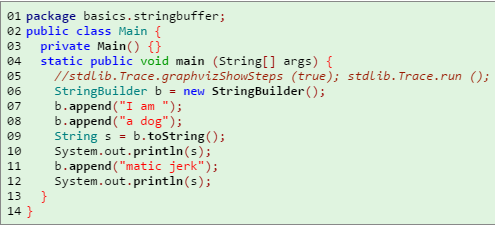 01 package basics.stringbuffer;
02 public class Main {
03   private Main() {}
04   static public void main (String[] args) {
05     //stdlib.Trace.graphvizShowSteps (true); stdlib.Trace.run ();
06     StringBuilder b = new StringBuilder();
07     b.append("I am ");
08     b.append("a dog");
09     String s = b.toString();
10     System.out.println(s);
11     b.append("matic jerk");
12     System.out.println(s);
13   }
14 }